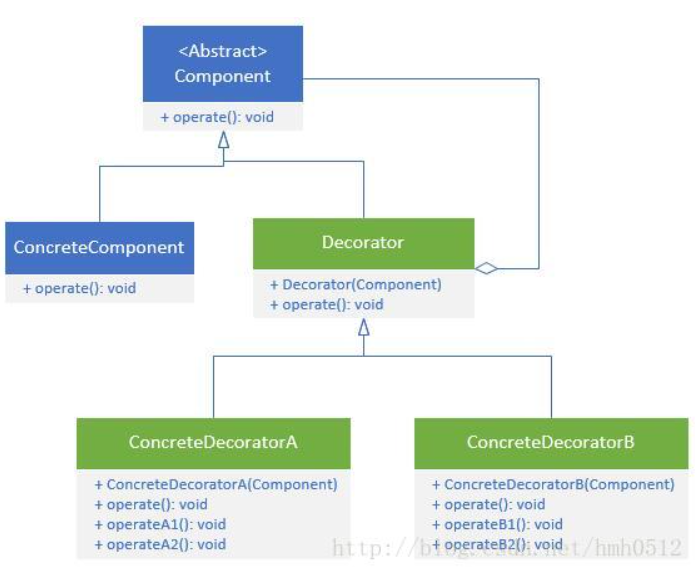 <Abstract>
Component
+ operate(): void
ConcreteComponent
+ operate(): void
Decorator
+ Decorator(Component)
+ operate(): void
ConcreteDecoratorA
+ ConcreteDecoratorA(Component)
+ operate(): void
+ operateA1(): void
+ operateA2(): void
ConcreteDecoratorB
+ ConcreteDecoratorB(Component)
+ operate(): void
+ operateB1(): void
+ operateB2(): void
http://blog.csdn.net/hmh0512